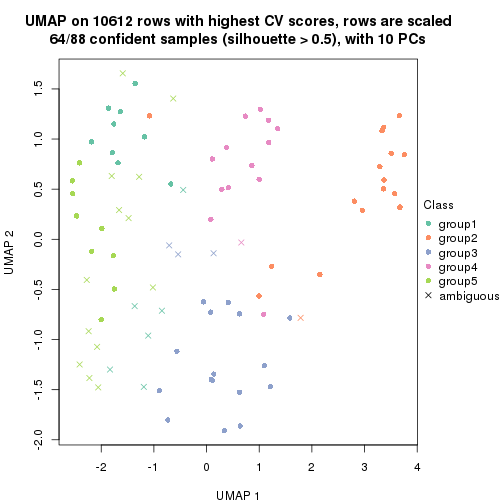 UMAP on 10612 rows with highest CV scores, rows are scaled
64/88 confident samples (silhouette > 0.5), with 10 PCs
UMAP 2
1.5
1.0
0.5
0.0
-0.5
-1.0
-1.5
-2.0
-2
-1
0
1
2
3
4
UMAP 1
Class
group1
group2
group3
group4
group5
ambiguous